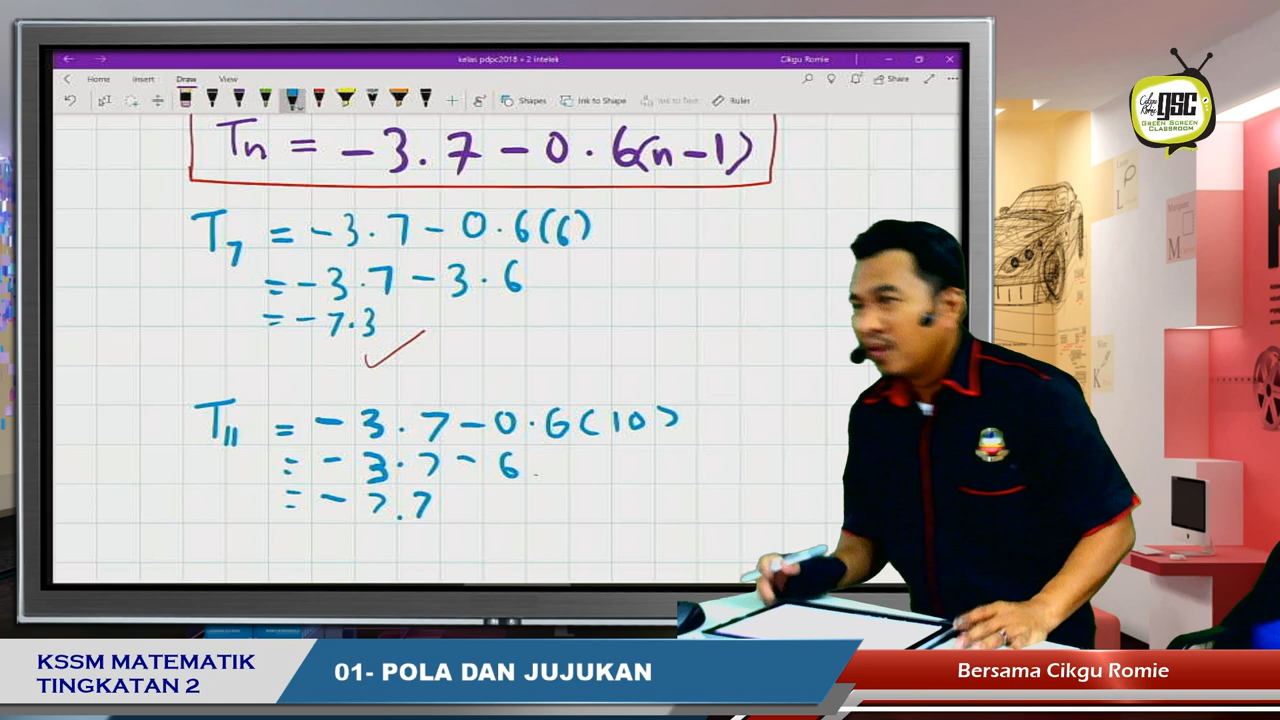 kelas pdpc2018 » 2 intelek
Cikgu Romie
Home Insert Draw View
Share
Shapes Ink to Shape Ink to Text Ruler
Tn = -3.7 - 0.6(n-1)
T7 = -3.7 - 0.6(6)
= -3.7 - 3.6
= -7.3
T11 = -3.7 - 0.6(10)
= -3.7 - 6
= -7.7
Cikgu Romie gsc
GREEN SCREEN
CLASSROOM
L
M
K
KSSM MATEMATIK
TINGKATAN 2
01- POLA DAN JUJUKAN
Bersama Cikgu Romie